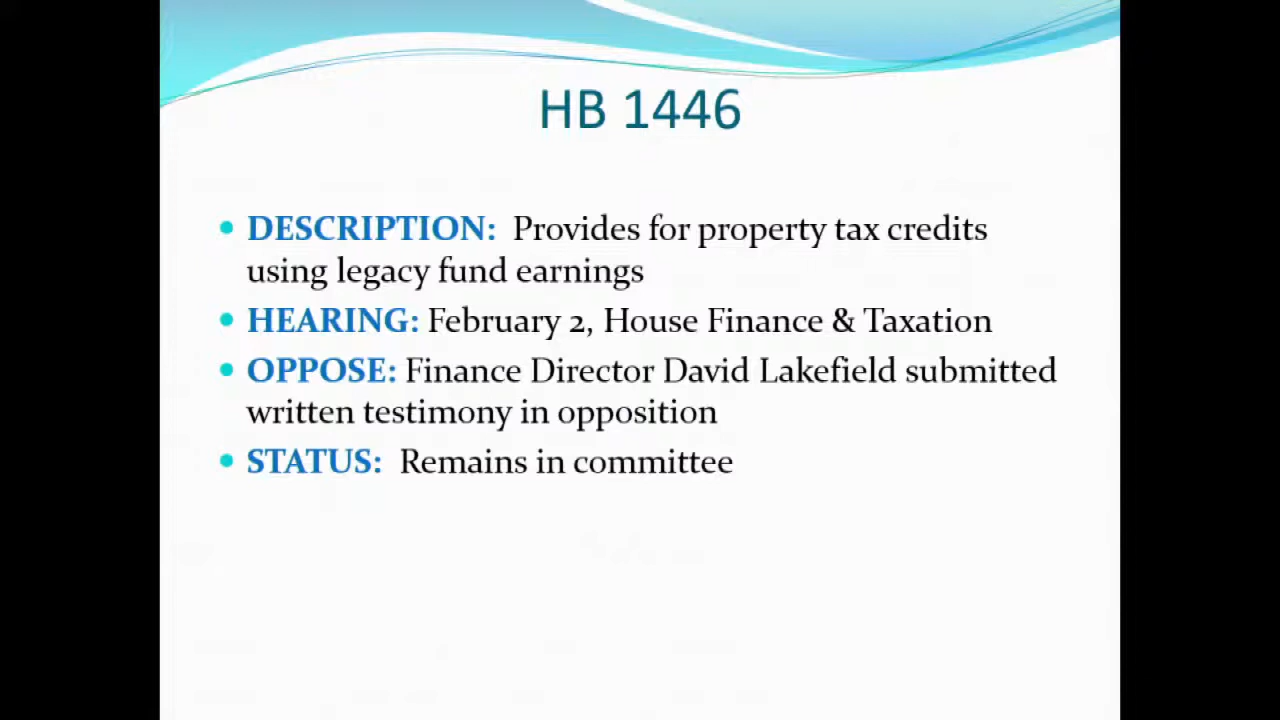 HB 1446
• DESCRIPTION: Provides for property tax credits
using legacy fund earnings
• HEARING: February 2, House Finance & Taxation
• OPPOSE: Finance Director David Lakefield submitted
written testimony in opposition
• STATUS: Remains in committee